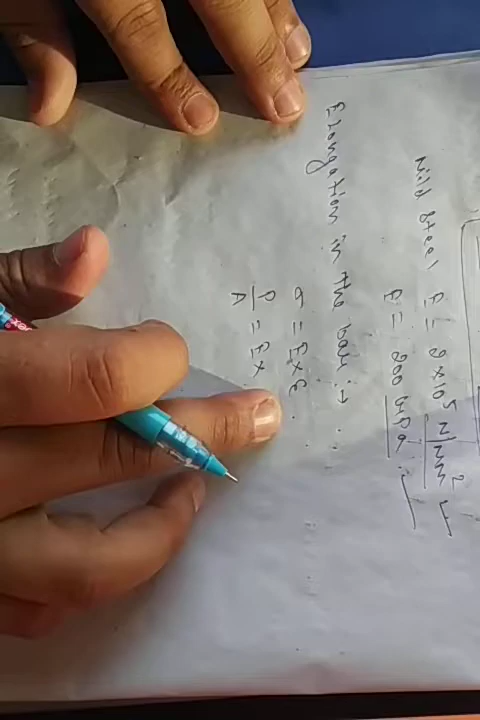 Mild Steel E = 2 × 10⁵ N/mm²
E = 200 GPa.
Elongation in the bar :→
σ = E × ε.
P/A = E ×